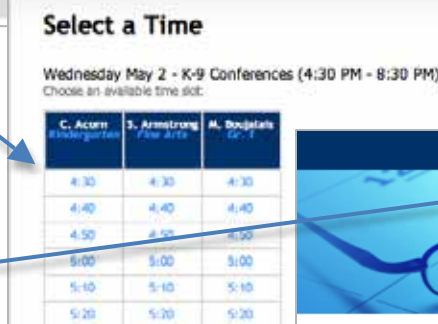 Select a Time
Wednesday May 2 - K-9 Conferences (4:30 PM - 8:30 PM)
Choose an available time slot:
C. Acorn S. Armstrong M. Boujalais
Kindergarten Fine Arts Gr. 1
4:30 4:30 4:30
4:40 4:40 4:40
4:50 4:50 4:50
5:00 5:00 5:00
5:10 5:10 5:10
5:20 5:20 5:20